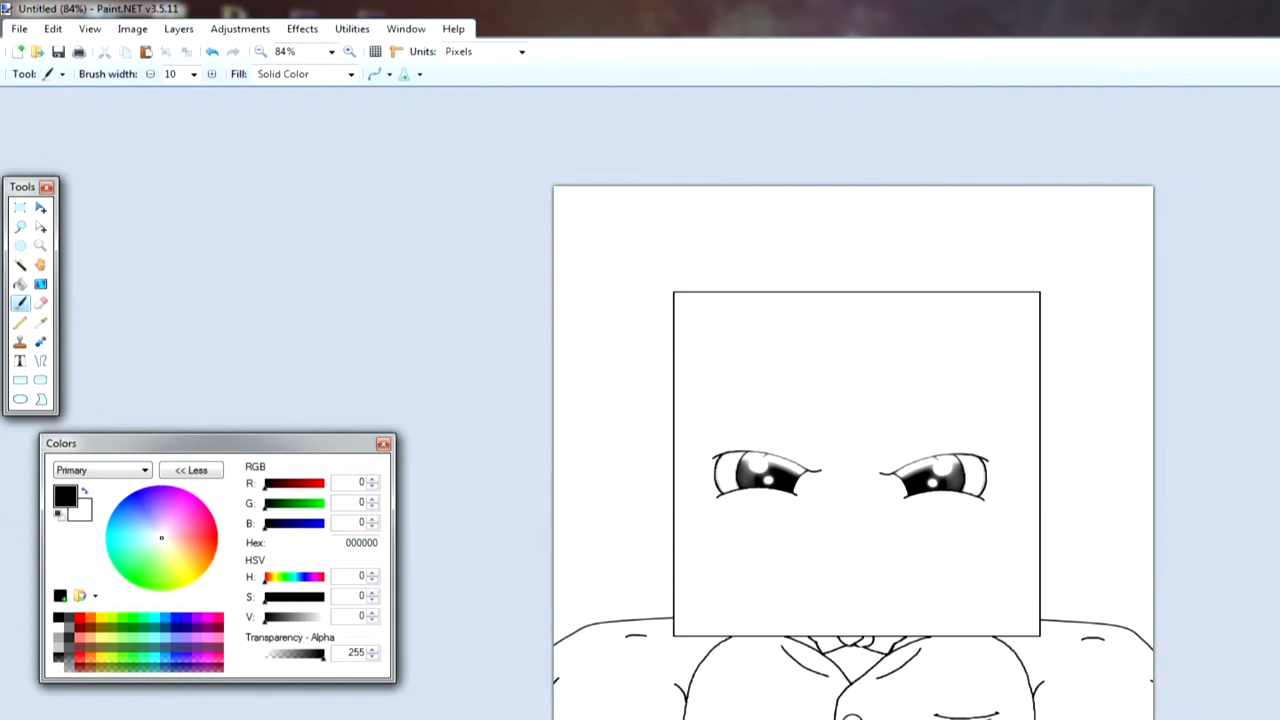 Untitled (84%) - Paint.NET v3.5.11
File Edit View Image Layers Adjustments Effects Utilities Window Help
84% Units: Pixels
Tool: Brush width: 10 Fill: Solid Color
Tools
T
Colors
Primary << Less RGB
R: 0
G: 0
B: 0
Hex: 000000
HSV
H: 0
S: 0
V: 0
Transparency - Alpha
255